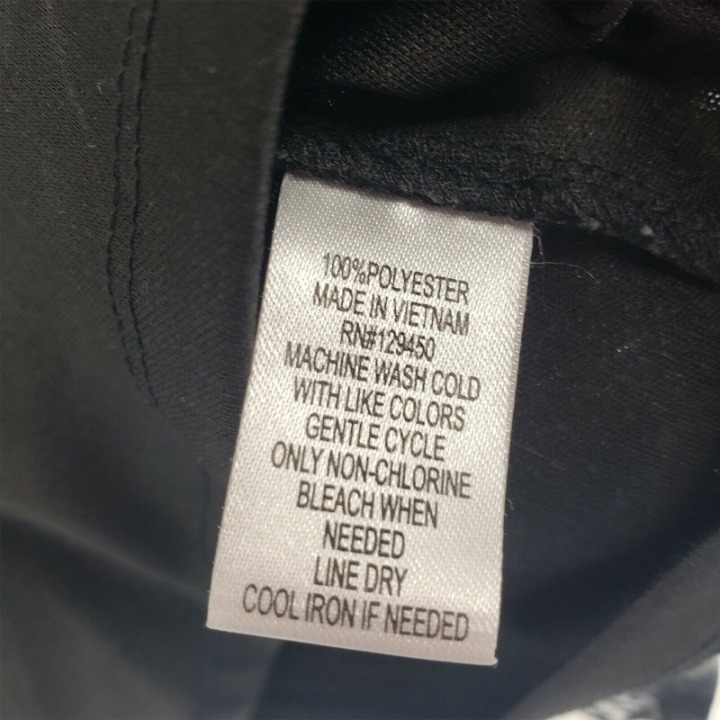 100%POLYESTER
MADE IN VIETNAM
RN#129450
MACHINE WASH COLD
WITH LIKE COLORS
GENTLE CYCLE
ONLY NON-CHLORINE
BLEACH WHEN
NEEDED
LINE DRY
COOL IRON IF NEEDED